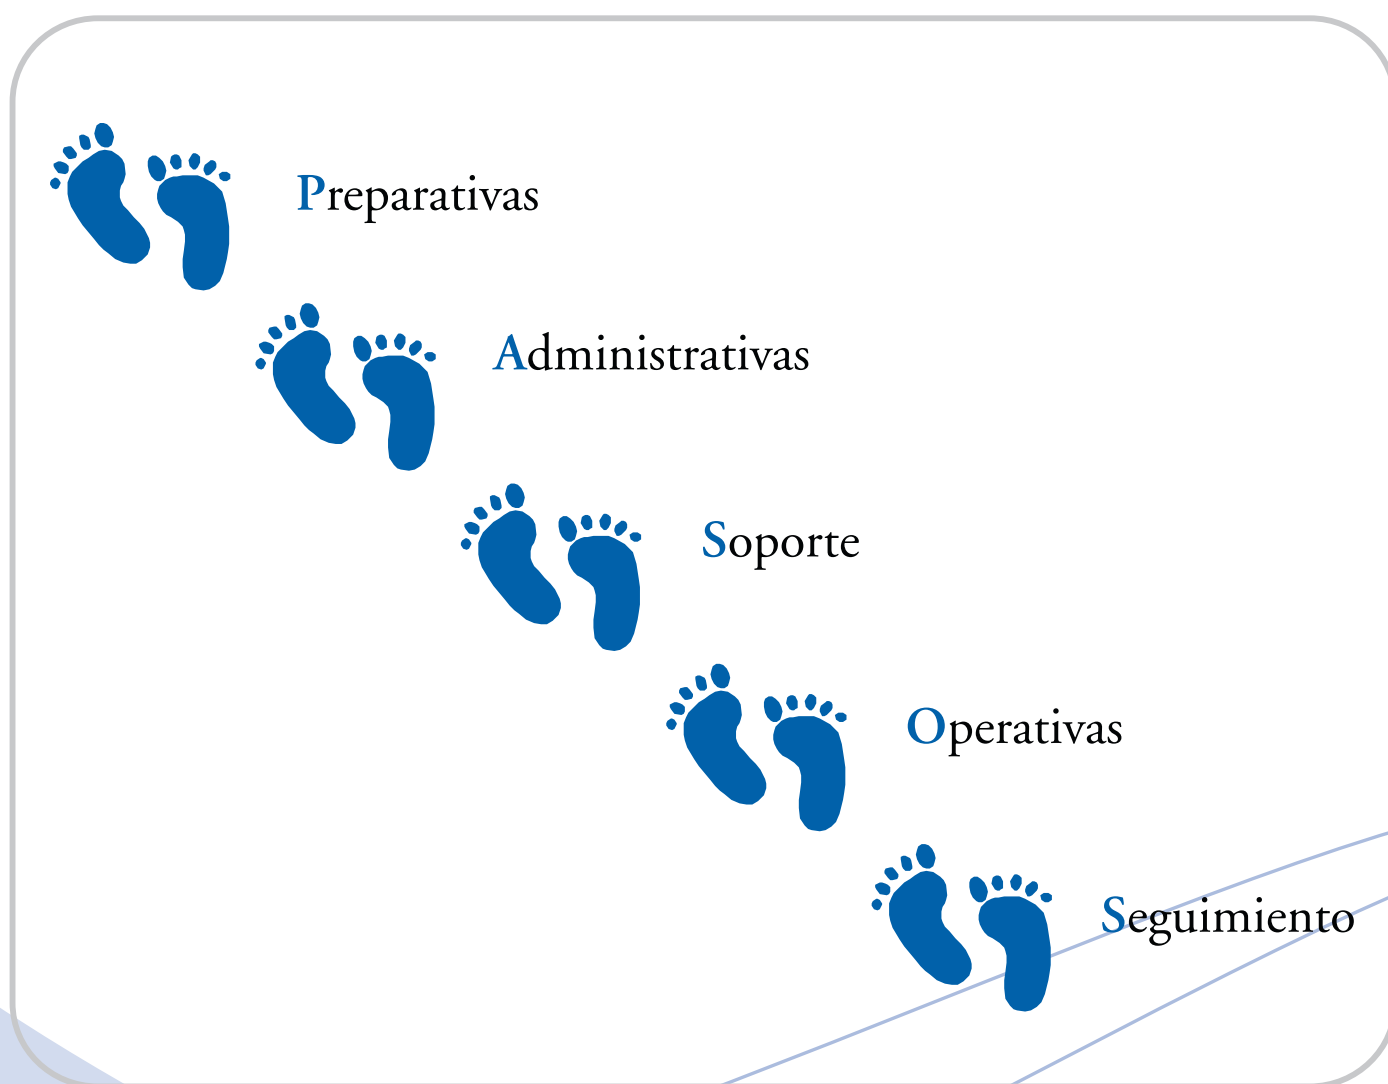 Preparativas
Administrativas
Soporte
Operativas
Seguimiento